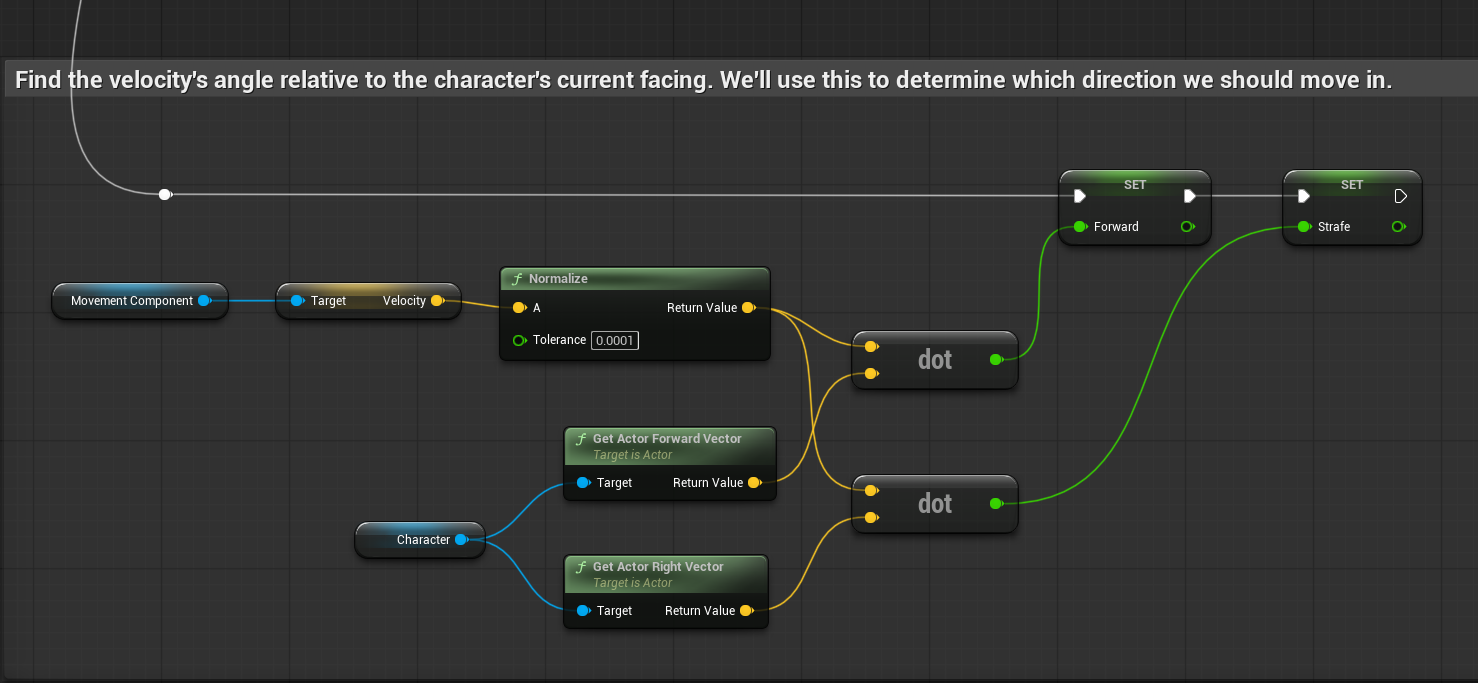 Find the velocity's angle relative to the character's current facing. We'll use this to determine which direction we should move in.
SET
SET
Forward
Strafe
Movement Component
Target Velocity
f Normalize
A Return Value
Tolerance 0.0001
dot
f Get Actor Forward Vector
Target is Actor
Target Return Value
dot
Character
f Get Actor Right Vector
Target is Actor
Target Return Value